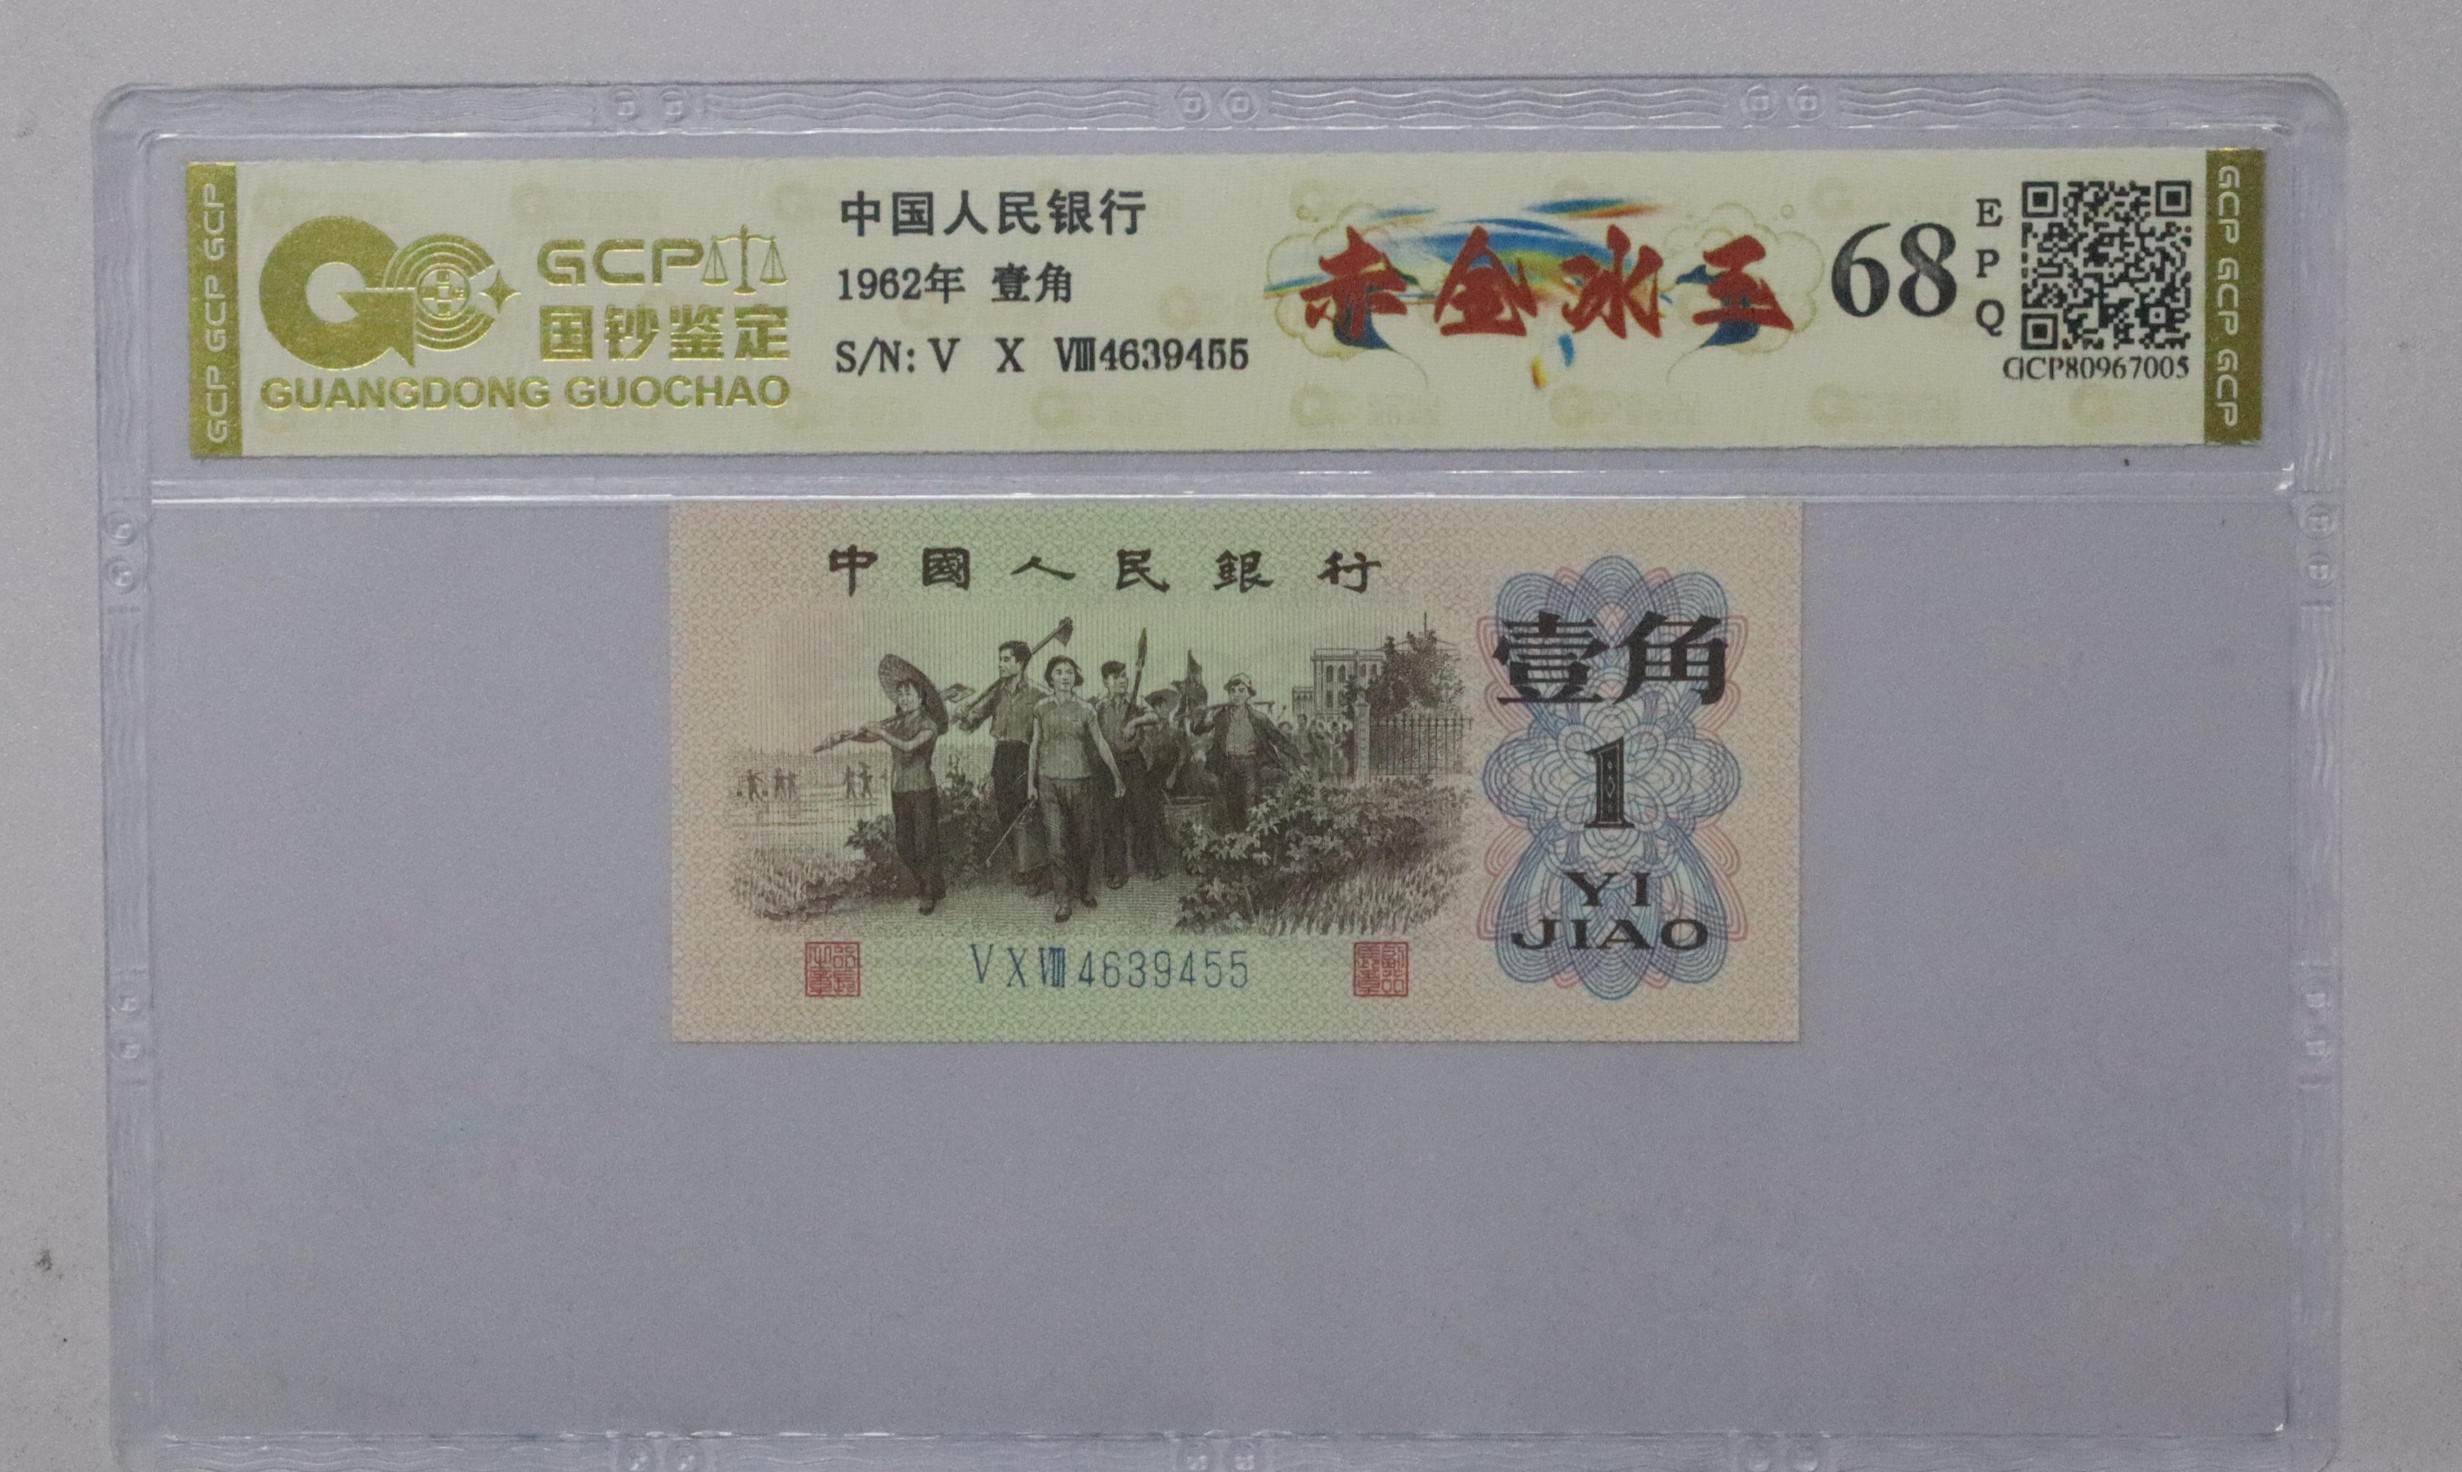 GCP GCP GCP
GCP
国钞鉴定
GUANGDONG GUOCHAO
中国人民银行
1962年 壹角
S/N: V X Ⅷ4639455
赤金冰王
68
EPQ
GCP80967005
GCP GCP GCP
中國人民銀行
壹角
1
YI
JIAO
V X Ⅷ 4639455